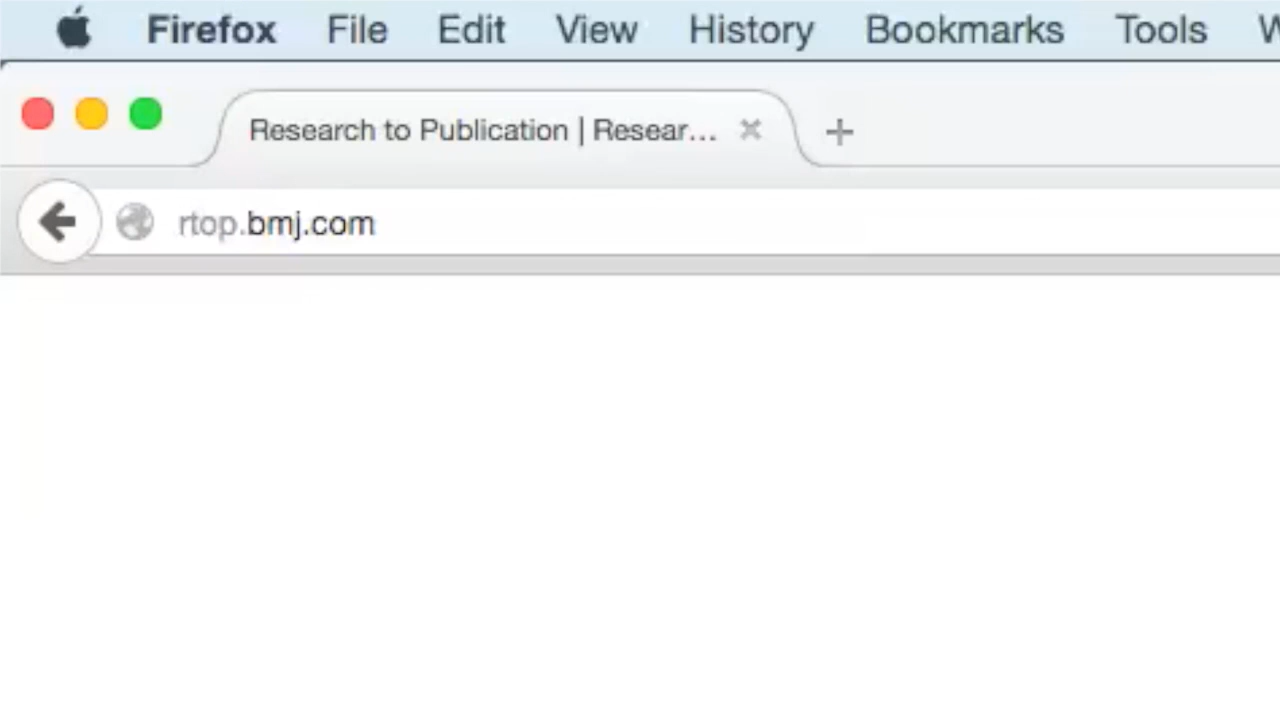 Firefox File Edit View History Bookmarks Tools
Research to Publication | Resear...
rtop.bmj.com